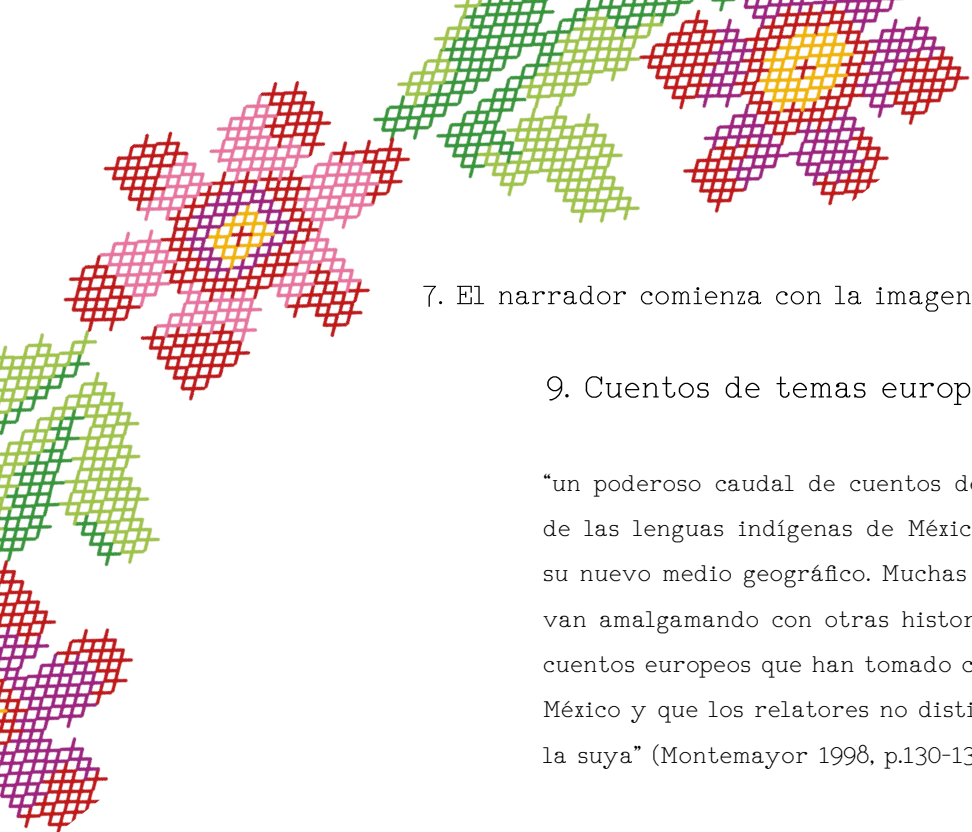 7. El narrador comienza con la imagen
9. Cuentos de temas europ
“un poderoso caudal de cuentos de
de las lenguas indígenas de Méxic
su nuevo medio geográfico. Muchas
van amalgamando con otras histor
cuentos europeos que han tomado c
México y que los relatores no disti
la suya” (Montemayor 1998, p.130-13